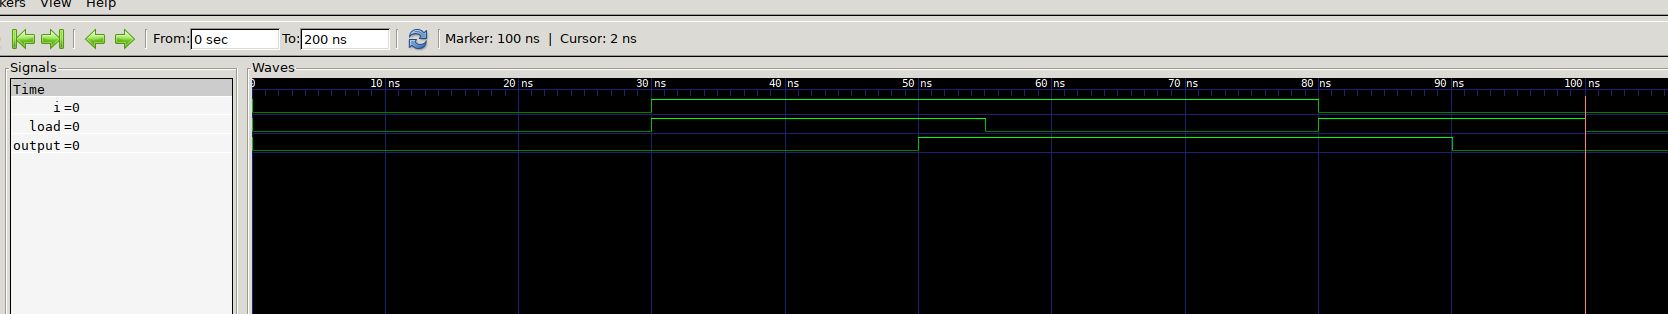 kers View Help
From: 0 sec To: 200 ns Marker: 100 ns | Cursor: 2 ns
Signals Waves
Time
0 10 ns 20 ns 30 ns 40 ns 50 ns 60 ns 70 ns 80 ns 90 ns 100 ns
i=0
load=0
output=0